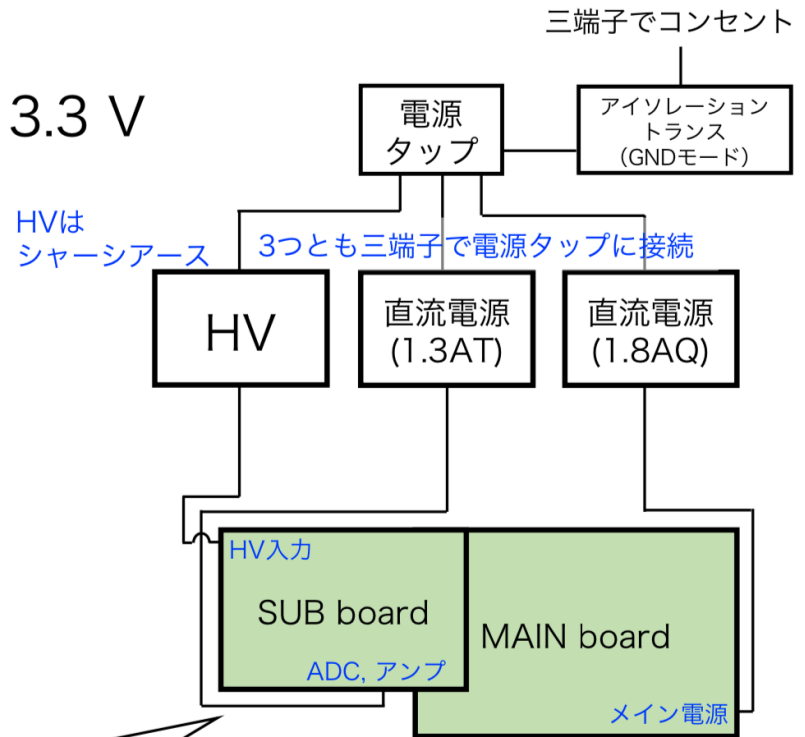 三端子でコンセント
3.3 V
電源
タップ
アイソレーション
トランス
（GNDモード）
HVは
シャーシアース
3つとも三端子で電源タップに接続
HV
直流電源
(1.3AT)
直流電源
(1.8AQ)
HV入力
SUB board
ADC, アンプ
MAIN board
メイン電源